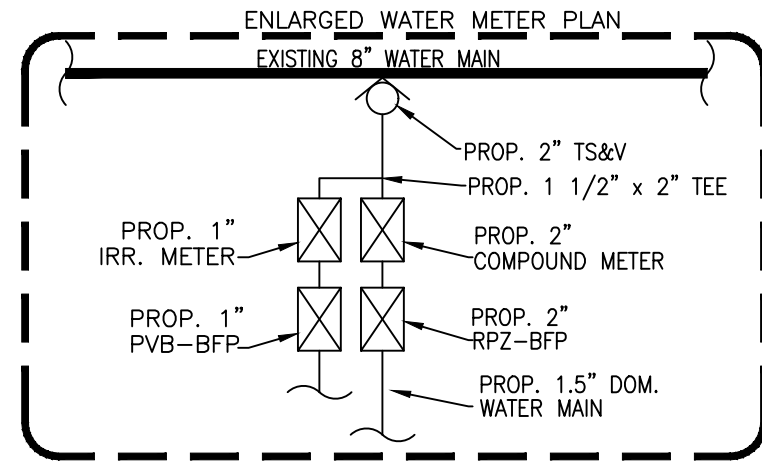 ENLARGED WATER METER PLAN
EXISTING 8" WATER MAIN
PROP. 2" TS&V
PROP. 1 1/2" x 2" TEE
PROP. 1"
IRR. METER
PROP. 2"
COMPOUND METER
PROP. 1"
PVB-BFP
PROP. 2"
RPZ-BFP
PROP. 1.5" DOM.
WATER MAIN